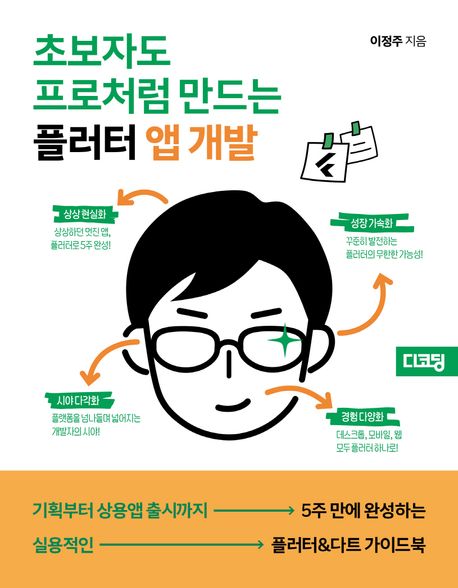 초보자도
프로처럼 만드는
플러터 앱 개발
이정주 지음
상상 현실화
상상하던 멋진 앱,
플러터로 5주 완성!
성장 가속화
꾸준히 발전하는
플러터의 무한한 가능성!
디코딩
시야 다각화
플랫폼을 넘나들며 넓어지는
개발자의 시야!
경험 다양화
데스크톱, 모바일, 웹
모두 플러터 하나로!
기획부터 상용앱 출시까지 5주 만에 완성하는
실용적인 플러터&다트 가이드북